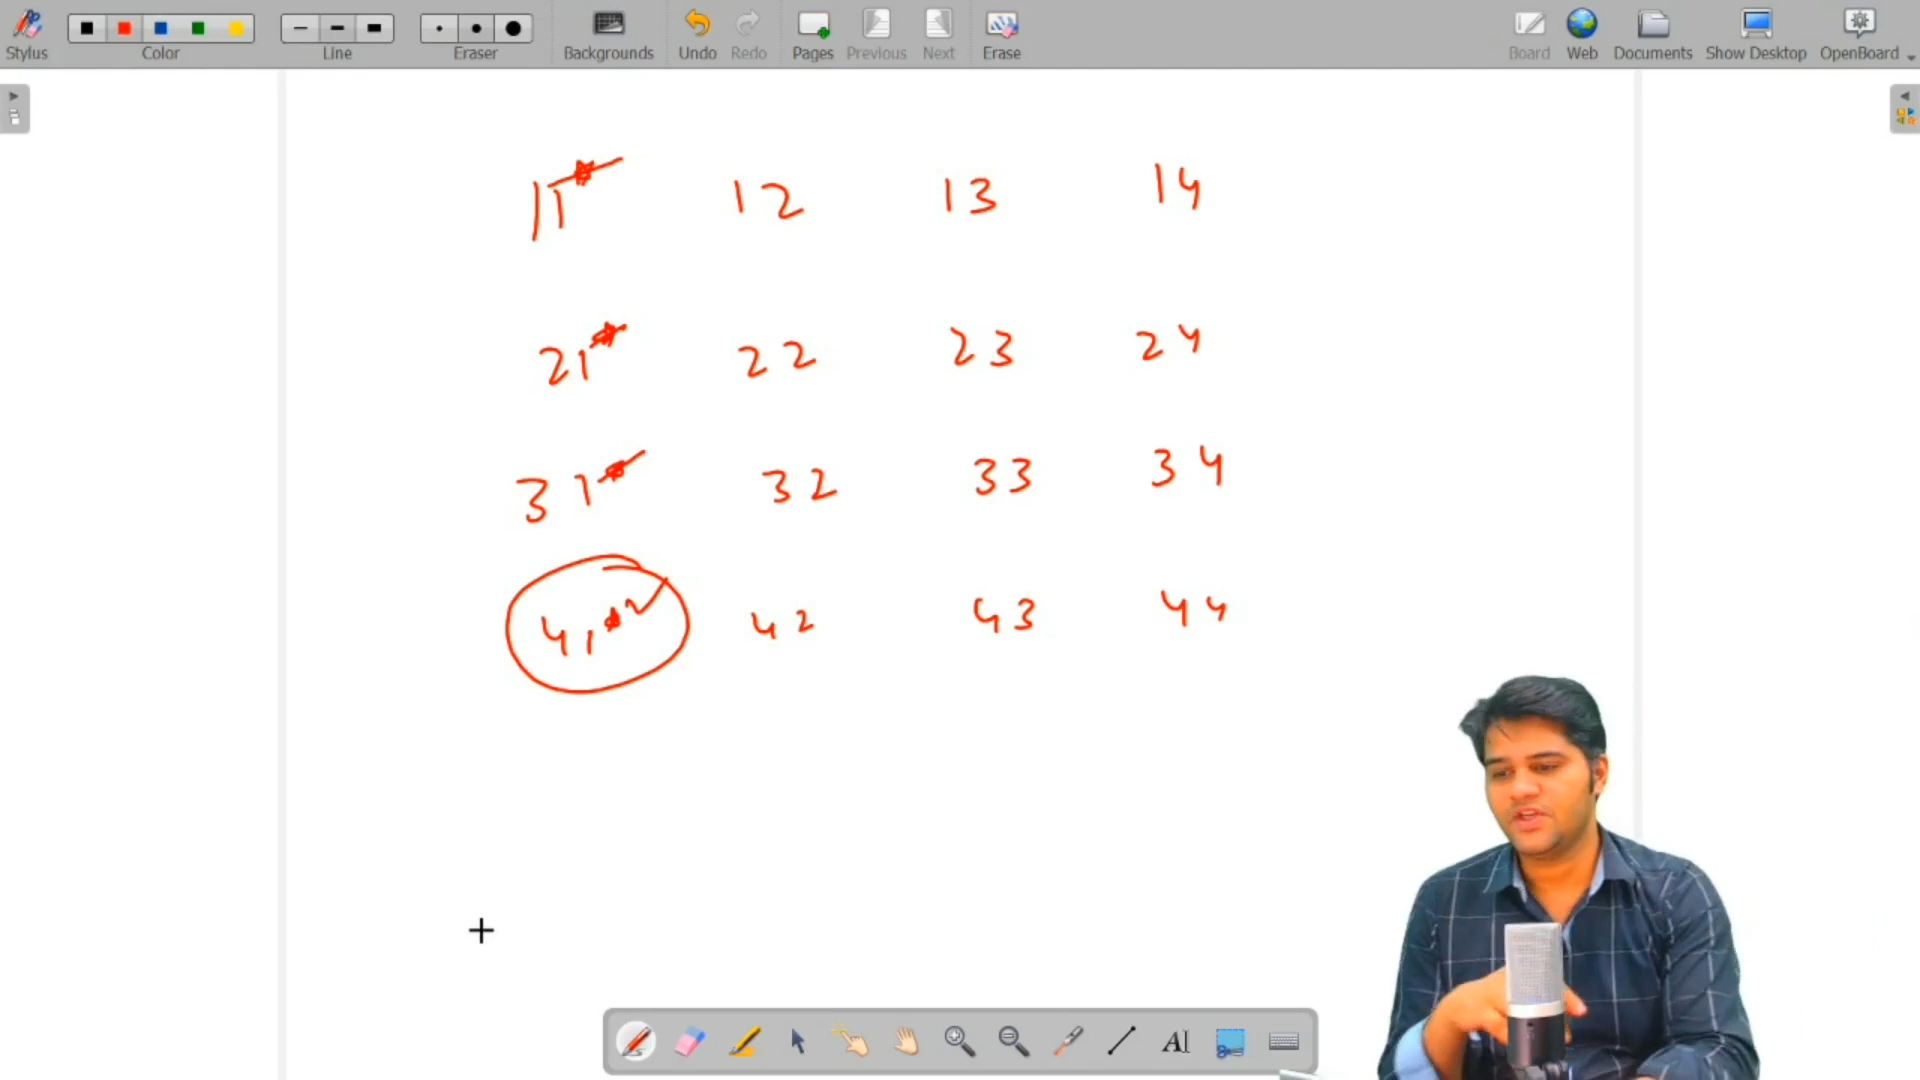 Stylus Color Line Eraser Backgrounds Undo Redo Pages Previous Next Erase Board Web Documents Show Desktop OpenBoard
11 12 13 14
21 22 23 24
31 32 33 34
41 42 43 44
AI